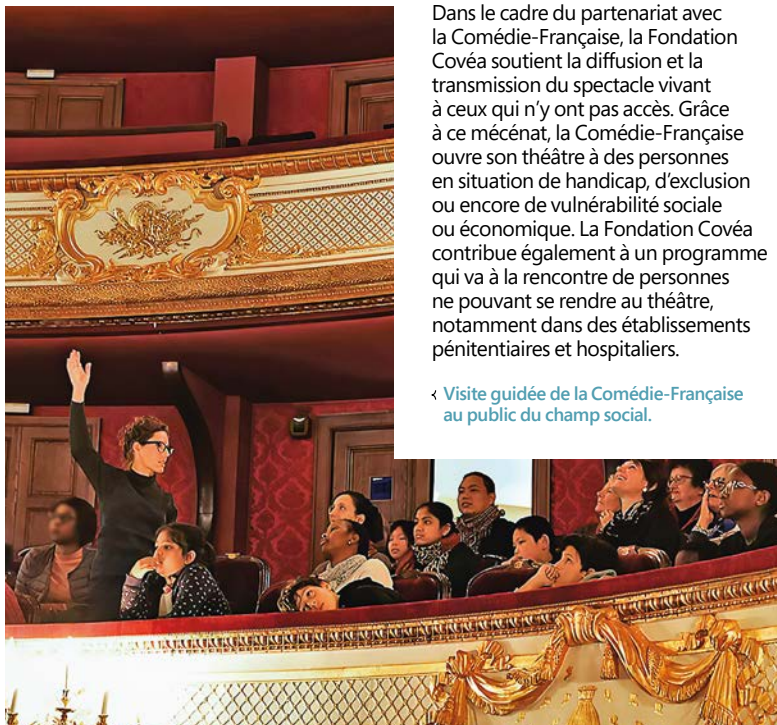 Dans le cadre du partenariat avec
la Comédie-Française, la Fondation
Covéa soutient la diffusion et la
transmission du spectacle vivant
à ceux qui n'y ont pas accès. Grâce
à ce mécénat, la Comédie-Française
ouvre son théâtre à des personnes
en situation de handicap, d'exclusion
ou encore de vulnérabilité sociale
ou économique. La Fondation Covéa
contribue également à un programme
qui va à la rencontre de personnes
ne pouvant se rendre au théâtre,
notamment dans des établissements
pénitentiaires et hospitaliers.
Visite guidée de la Comédie-Française
au public du champ social.